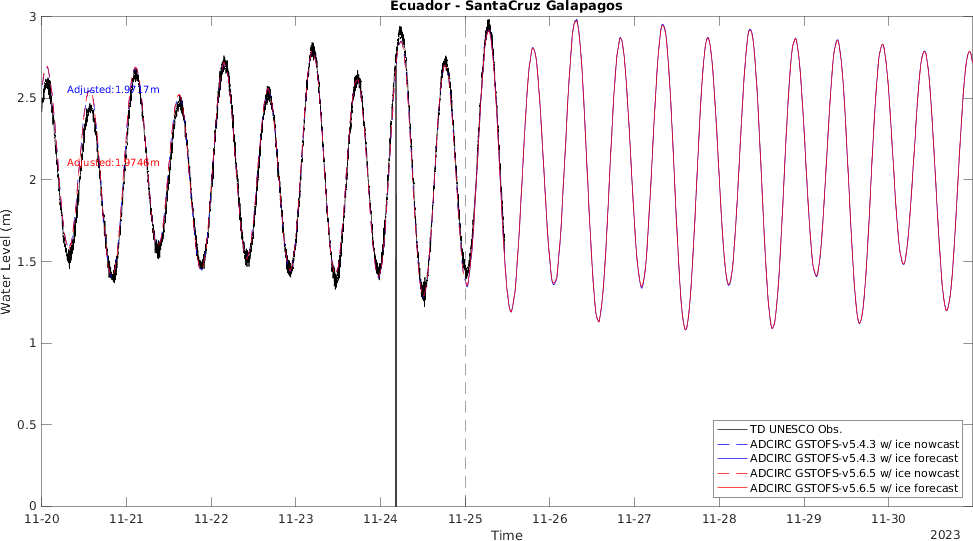 Ecuador - SantaCruz Galapagos
3
2.5
2
1.5
1
0.5
0
Water Level (m)
Adjusted:1.9717m
Adjusted:1.9746m
TD UNESCO Obs.
ADCIRC GSTOFS-v5.4.3 w/ ice nowcast
ADCIRC GSTOFS-v5.4.3 w/ ice forecast
ADCIRC GSTOFS-v5.6.5 w/ ice nowcast
ADCIRC GSTOFS-v5.6.5 w/ ice forecast
11-20 11-21 11-22 11-23 11-24 11-25 11-26 11-27 11-28 11-29 11-30
Time
2023